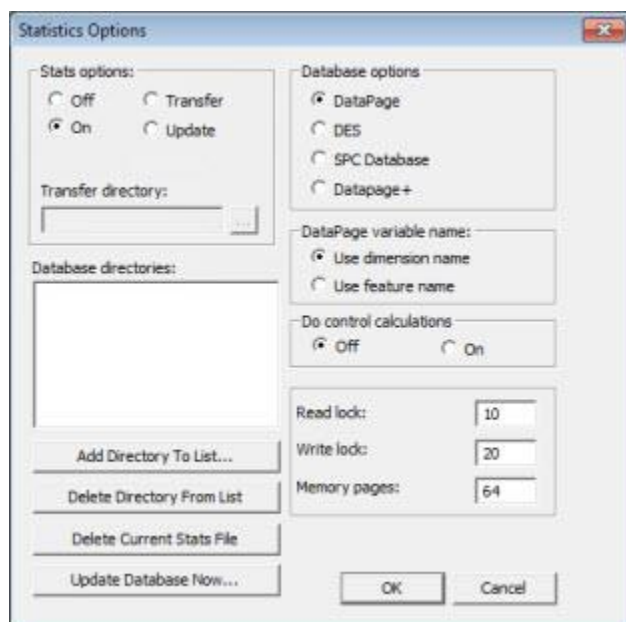 Statistics Options
Stats options:
Off
Transfer
On
Update
Transfer directory:
...
Database directories:
Add Directory To List...
Delete Directory From List
Delete Current Stats File
Update Database Now...
Database options
DataPage
DES
SPC Database
Datapage+
DataPage variable name:
Use dimension name
Use feature name
Do control calculations
Off
On
Read lock: 10
Write lock: 20
Memory pages: 64
OK
Cancel